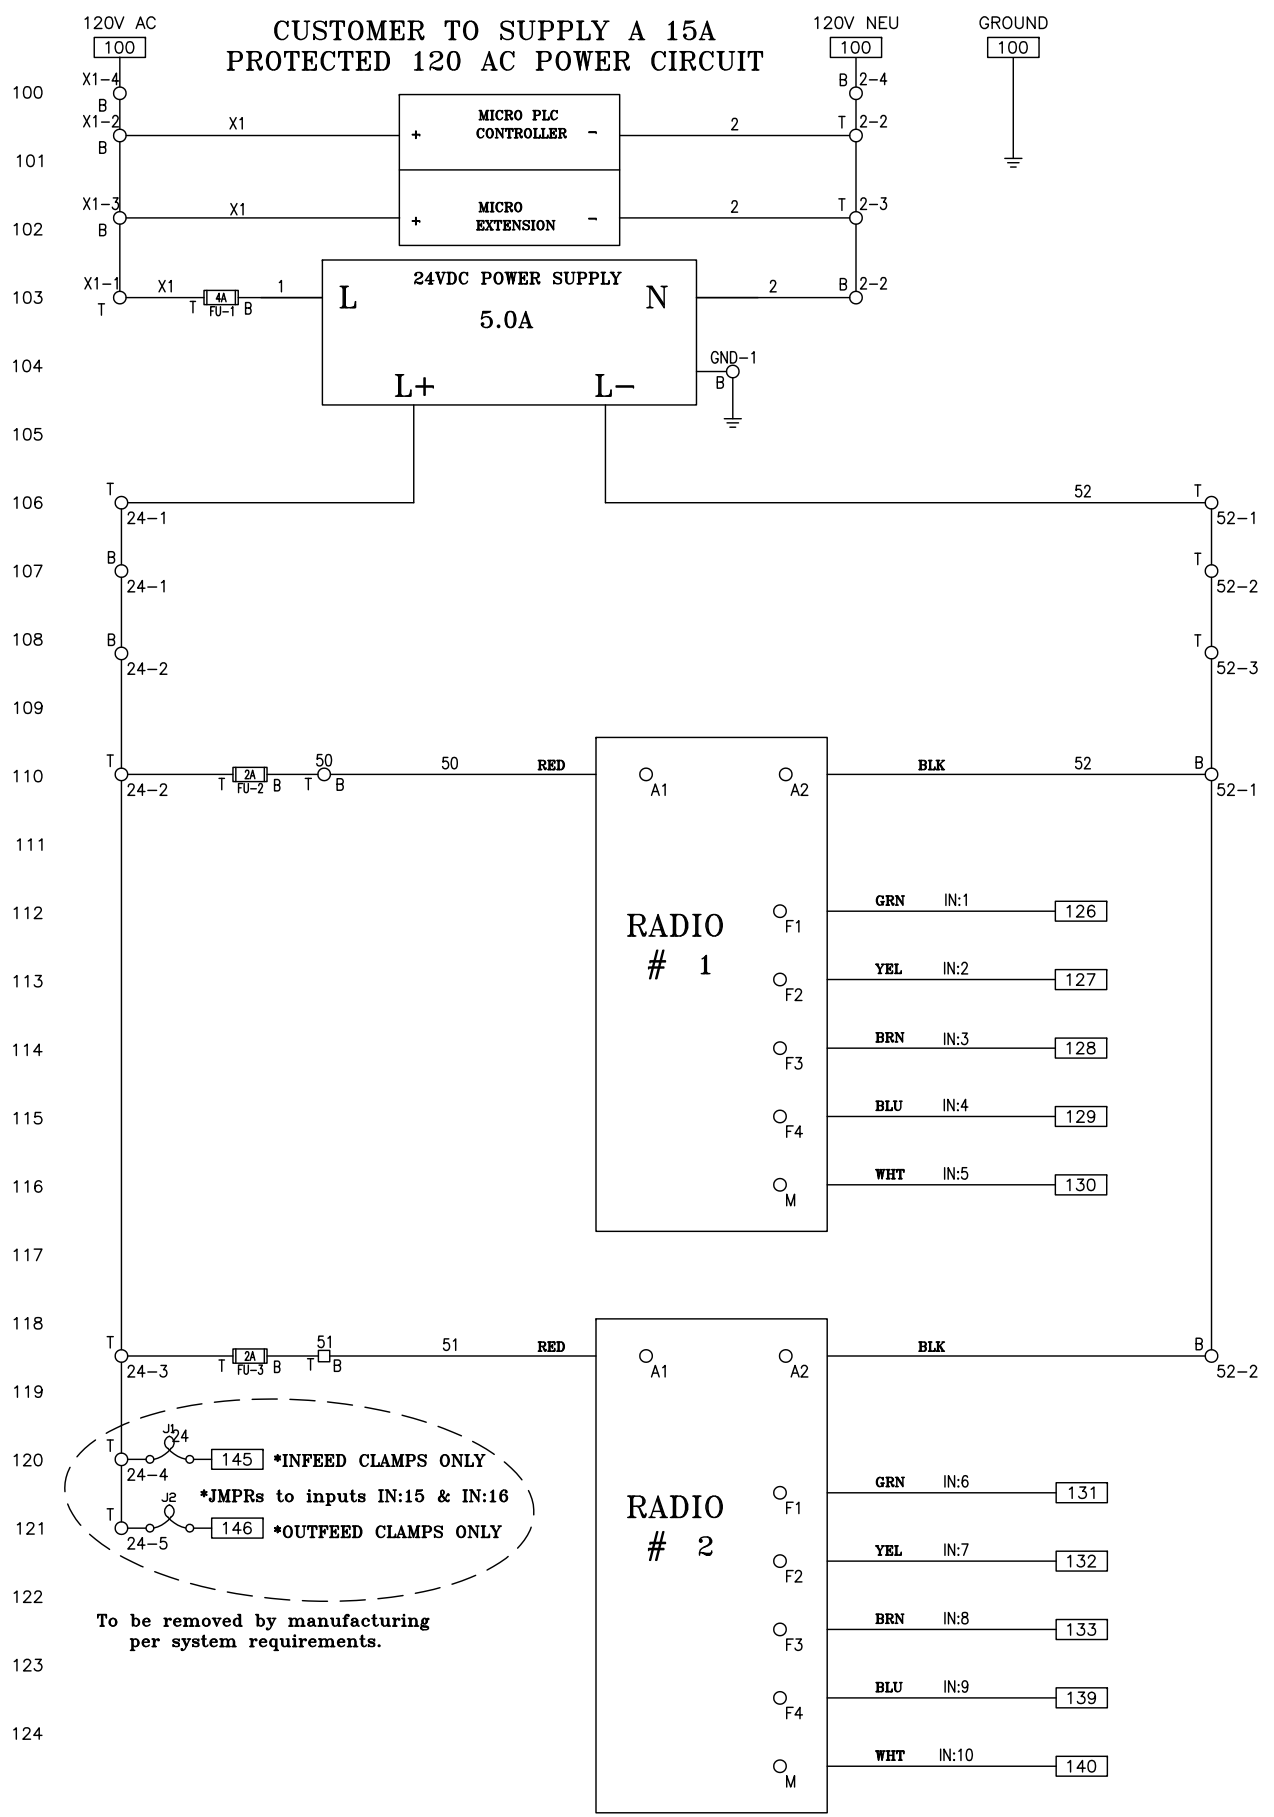 120V AC
CUSTOMER TO SUPPLY A 15A
120V NEU
GROUND
100
PROTECTED 120 AC POWER CIRCUIT
100
100
X1-4
B
2-4
100
B
X1-2
X1
MICRO PLC
2
T
2-2
+
CONTROLLER
-
B
101
X1-3
X1
MICRO
2
T
2-3
+
EXTENSION
-
102
B
X1-1
X1
1
24VDC POWER SUPPLY
2
B
2-2
103
4A
L
N
T
T
FU-1
B
5.0A
104
GND-1
B
L+
L-
105
T
52
T
106
24-1
52-1
B
T
107
24-1
52-2
B
T
108
24-2
52-3
109
T
50
50
RED
BLK
52
B
110
2A
24-2
T
FU-2
B
T
B
A1
A2
52-1
111
112
GRN
IN:1
126
F1
RADIO
# 1
113
YEL
IN:2
127
F2
114
BRN
IN:3
128
F3
115
BLU
IN:4
129
F4
116
WHT
IN:5
130
M
117
118
T
51
51
RED
BLK
B
2A
24-3
T
FU-3
B
T
B
A1
A2
52-2
119
J1
24
T
120
145
*INFEED CLAMPS ONLY
24-4
*JMPRs to inputs IN:15 & IN:16
GRN
IN:6
131
F1
J2
T
121
146
*OUTFEED CLAMPS ONLY
24-5
RADIO
# 2
YEL
IN:7
132
F2
122
To be removed by manufacturing
per system requirements.
BRN
IN:8
133
F3
123
BLU
IN:9
139
F4
124
WHT
IN:10
140
M